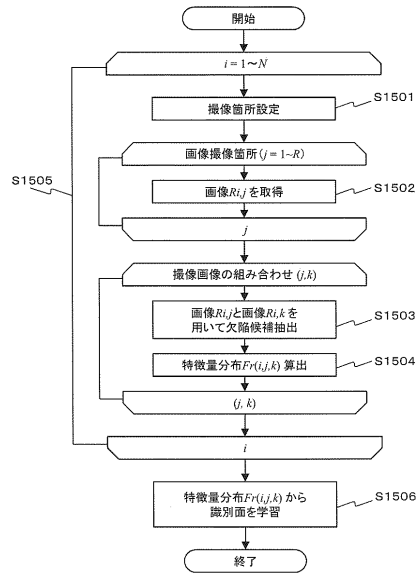 開始
i = 1～N
撮像箇所設定
S1501
画像撮像箇所(j = 1~R)
S1505
画像Ri,jを取得
S1502
j
撮像画像の組み合わせ (j,k)
画像Ri,jと画像Ri,kを
用いて欠陥候補抽出
S1503
特徴量分布Fr(i,j,k) 算出
S1504
(j, k)
i
特徴量分布Fr(i,j,k) から
識別面を学習
S1506
終了